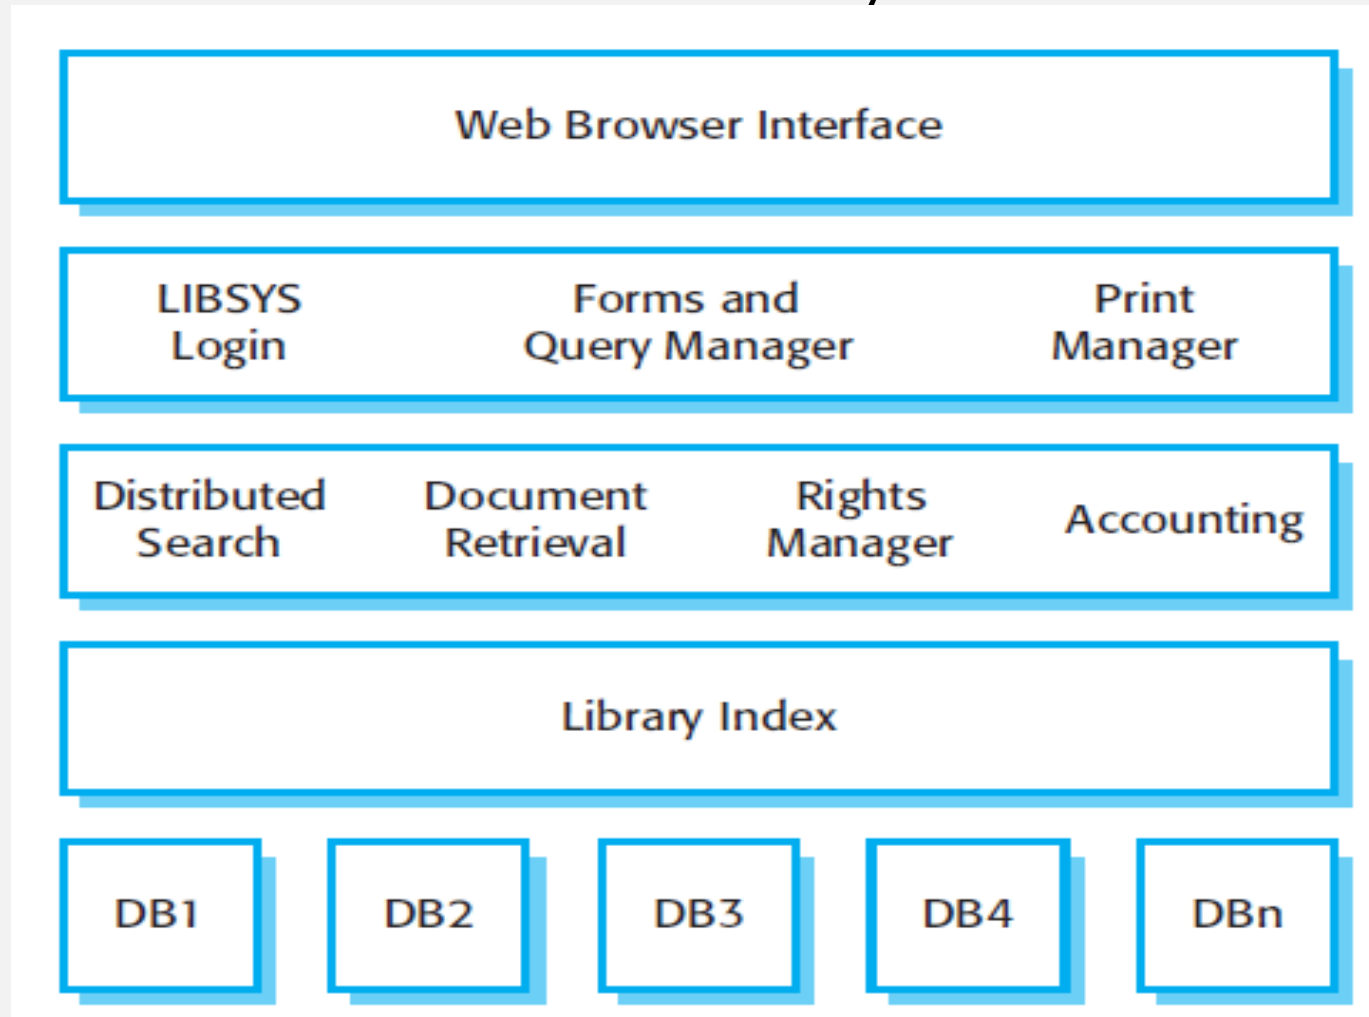 Web Browser Interface
LIBSYS
Login
Forms and
Query Manager
Print
Manager
Distributed
Search
Document
Retrieval
Rights
Manager
Accounting
Library Index
DB1
DB2
DB3
DB4
DBn